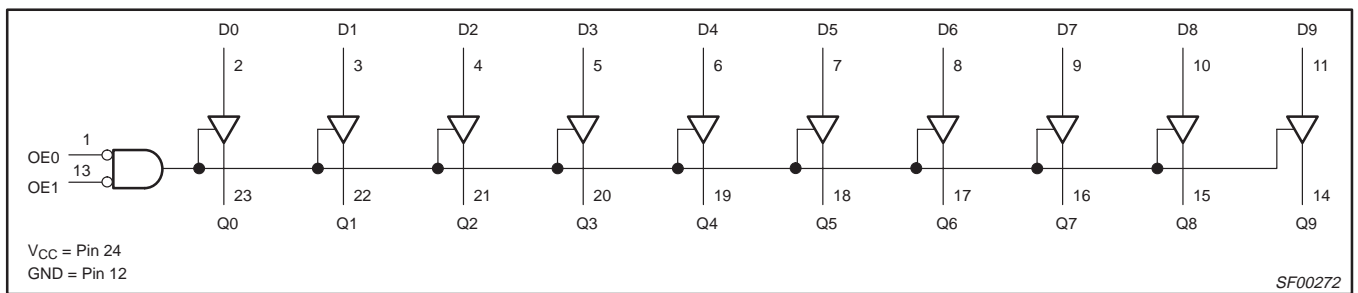 D0 D1 D2 D3 D4 D5 D6 D7 D8 D9
2 3 4 5 6 7 8 9 10 11
1
OE0
13
OE1
23 22 21 20 19 18 17 16 15 14
Q0 Q1 Q2 Q3 Q4 Q5 Q6 Q7 Q8 Q9
VCC = Pin 24
GND = Pin 12
SF00272